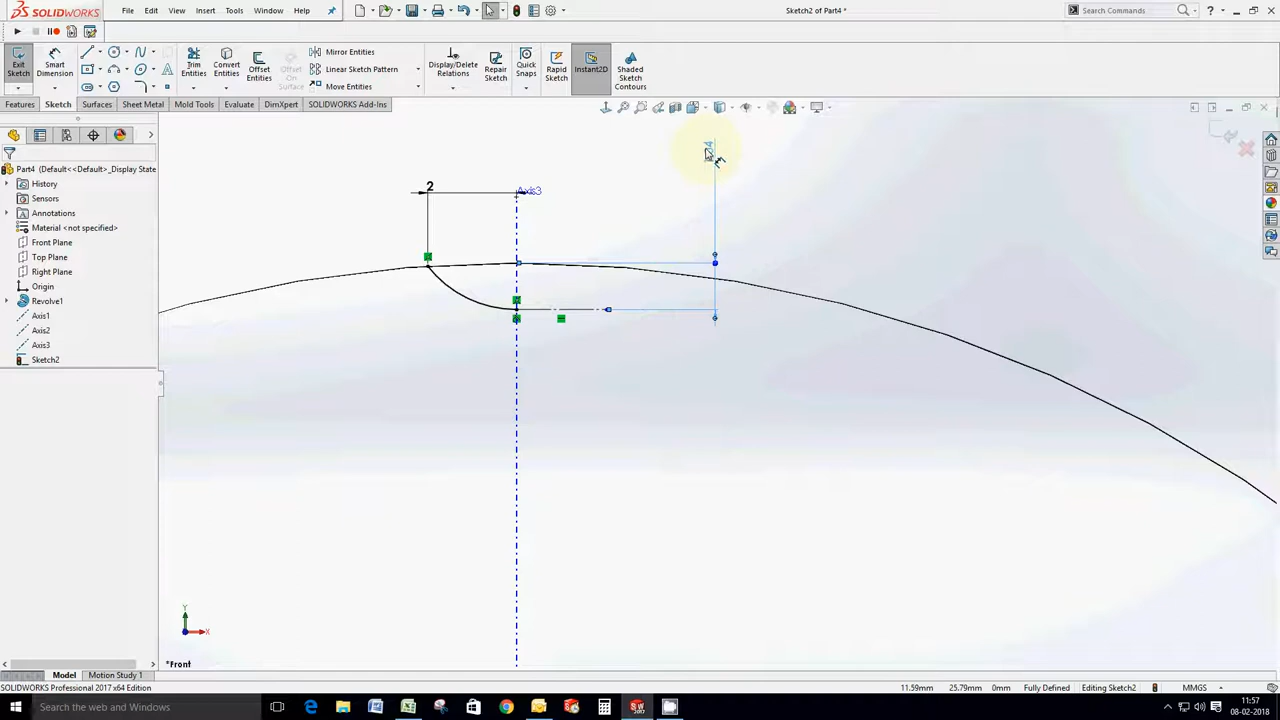 SOLIDWORKS
File Edit View Insert Tools Window Help
Sketch2 of Part4 *
Search Commands
Exit Sketch
Smart Dimension
Trim Entities
Convert Entities
Offset Entities
Offset On Surface
Mirror Entities
Linear Sketch Pattern
Move Entities
Display/Delete Relations
Repair Sketch
Quick Snaps
Rapid Sketch
Instant2D
Shaded Sketch Contours
Features Sketch Surfaces Sheet Metal Mold Tools Evaluate DimXpert SOLIDWORKS Add-Ins
Part4 (Default<<Default>_Display State
History
Sensors
Annotations
Material <not specified>
Front Plane
Top Plane
Right Plane
Origin
Revolve1
Axis1
Axis2
Axis3
Sketch2
2
Axis3
Y
X
*Front
Model Motion Study 1
SOLIDWORKS Professional 2017 x64 Edition
11.59mm 25.79mm 0mm Fully Defined Editing Sketch2 MMGS
Search the Web and Windows
11:57
08-02-2018